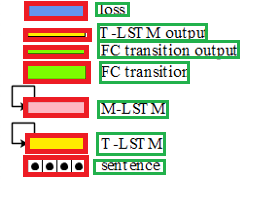 loss
T-LSTM output
FC transition output
FC transition
M-LSTM
T-LSTM
sentence